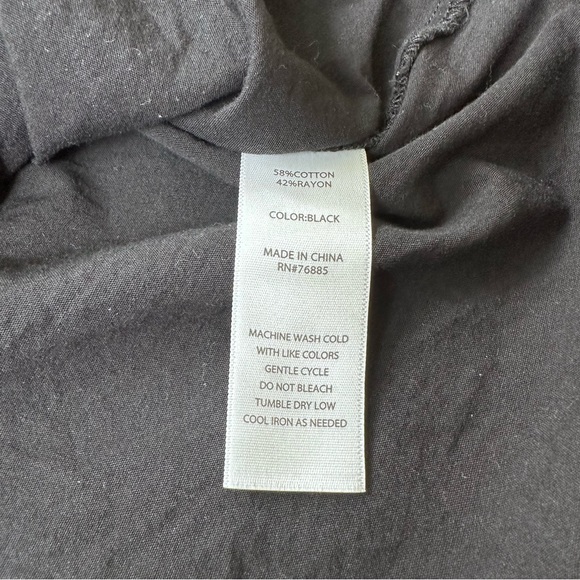 58%COTTON
42%RAYON
COLOR:BLACK
MADE IN CHINA
RN#76885
MACHINE WASH COLD
WITH LIKE COLORS
GENTLE CYCLE
DO NOT BLEACH
TUMBLE DRY LOW
COOL IRON AS NEEDED